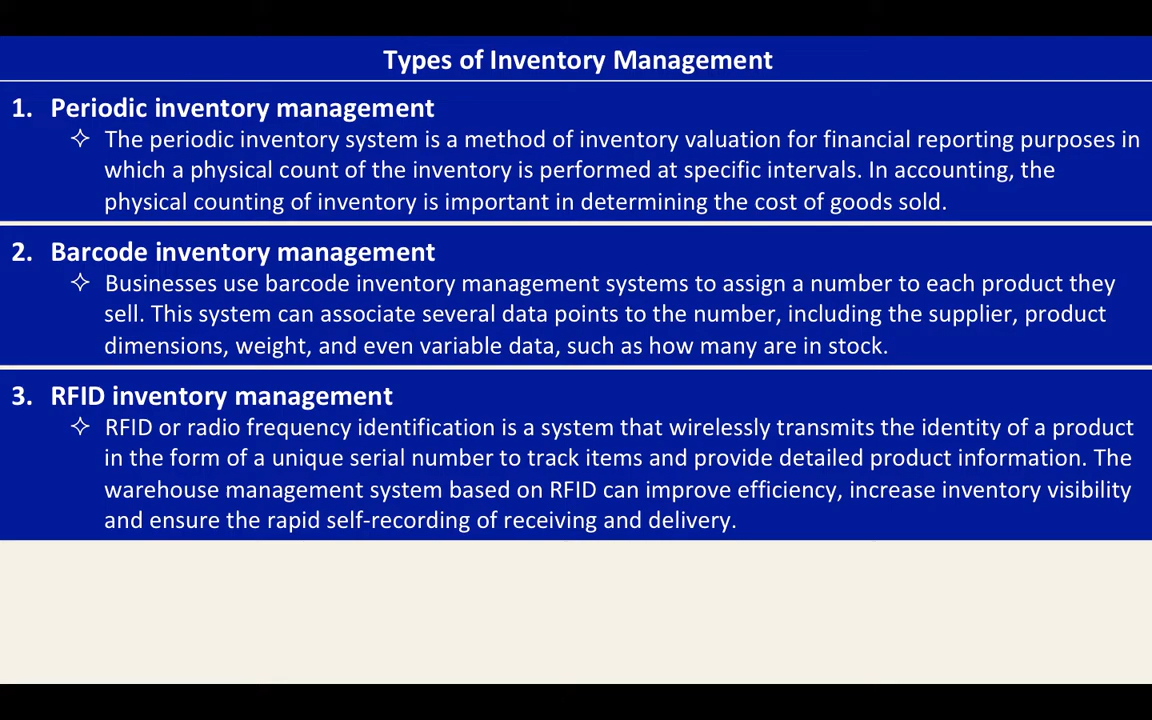 Types of Inventory Management
1. Periodic inventory management
✧ The periodic inventory system is a method of inventory valuation for financial reporting purposes in
which a physical count of the inventory is performed at specific intervals. In accounting, the
physical counting of inventory is important in determining the cost of goods sold.
2. Barcode inventory management
✧ Businesses use barcode inventory management systems to assign a number to each product they
sell. This system can associate several data points to the number, including the supplier, product
dimensions, weight, and even variable data, such as how many are in stock.
3. RFID inventory management
✧ RFID or radio frequency identification is a system that wirelessly transmits the identity of a product
in the form of a unique serial number to track items and provide detailed product information. The
warehouse management system based on RFID can improve efficiency, increase inventory visibility
and ensure the rapid self-recording of receiving and delivery.